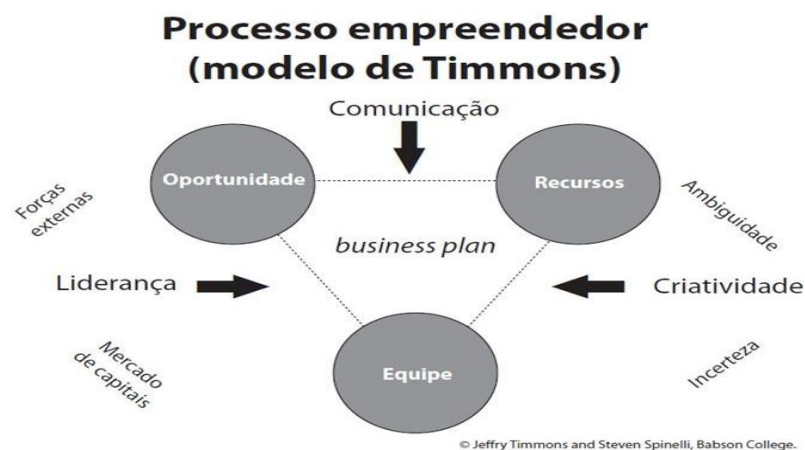 Processo empreendedor
(modelo de Timmons)
Comunicação
Oportunidade
Recursos
Forças
externas
Ambiguidade
business plan
Liderança
Criatividade
Mercado
de capitais
Equipe
Incerteza
© Jeffry Timmons and Steven Spinelli, Babson College.